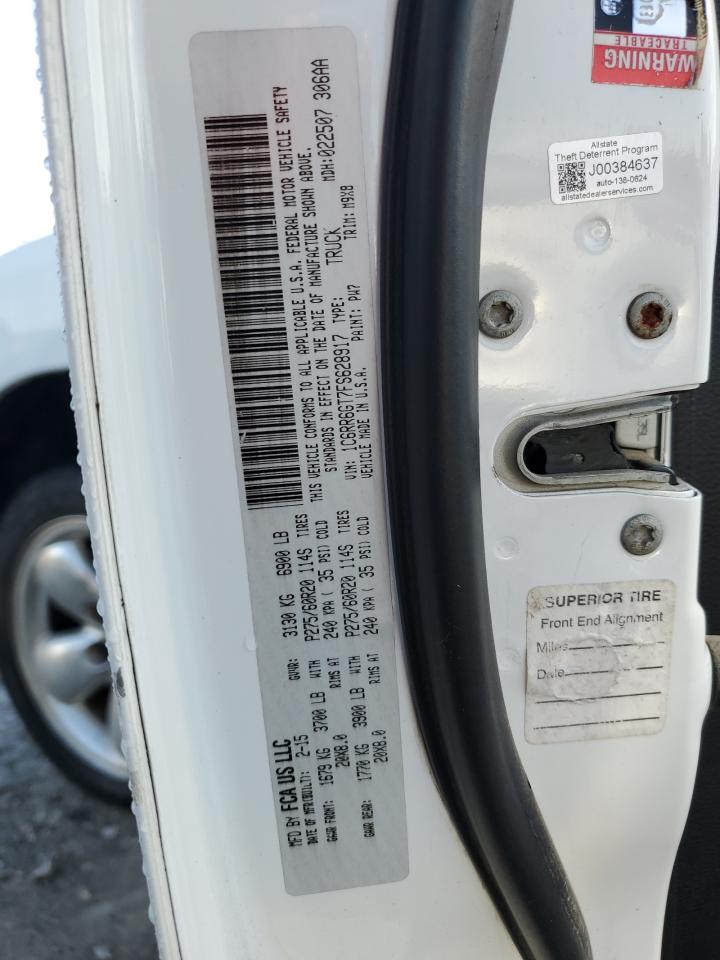 MFD BY FCA US LLC
DATE OF MFR(BUILT): 2-15
GVWR: 3130 KG 6900 LB
GAWR FRONT: 1679 KG 3700 LB WITH P275/60R20 114S TIRES
20X8.0 RIMS AT 240 KPA ( 35 PSI) COLD
GAWR REAR: 1770 KG 3900 LB WITH P275/60R20 114S TIRES
20X8.0 RIMS AT 240 KPA ( 35 PSI) COLD
THIS VEHICLE CONFORMS TO ALL APPLICABLE U.S.A. FEDERAL MOTOR VEHICLE SAFETY
STANDARDS IN EFFECT ON THE DATE OF MANUFACTURE SHOWN ABOVE.
MDH:022507 306AA
VIN: 1C6RR6GT7FS628917 TYPE: TRUCK
VEHICLE MADE IN U.S.A. PAINT: PW7 TRIM: M9X8
WARNING
TRACEABLE
Allstate
Theft Deterrent Program
J00384637
auto-138-0624
allstatedealerservices.com
SUPERIOR TIRE
Front End Alignment
Miles
Date